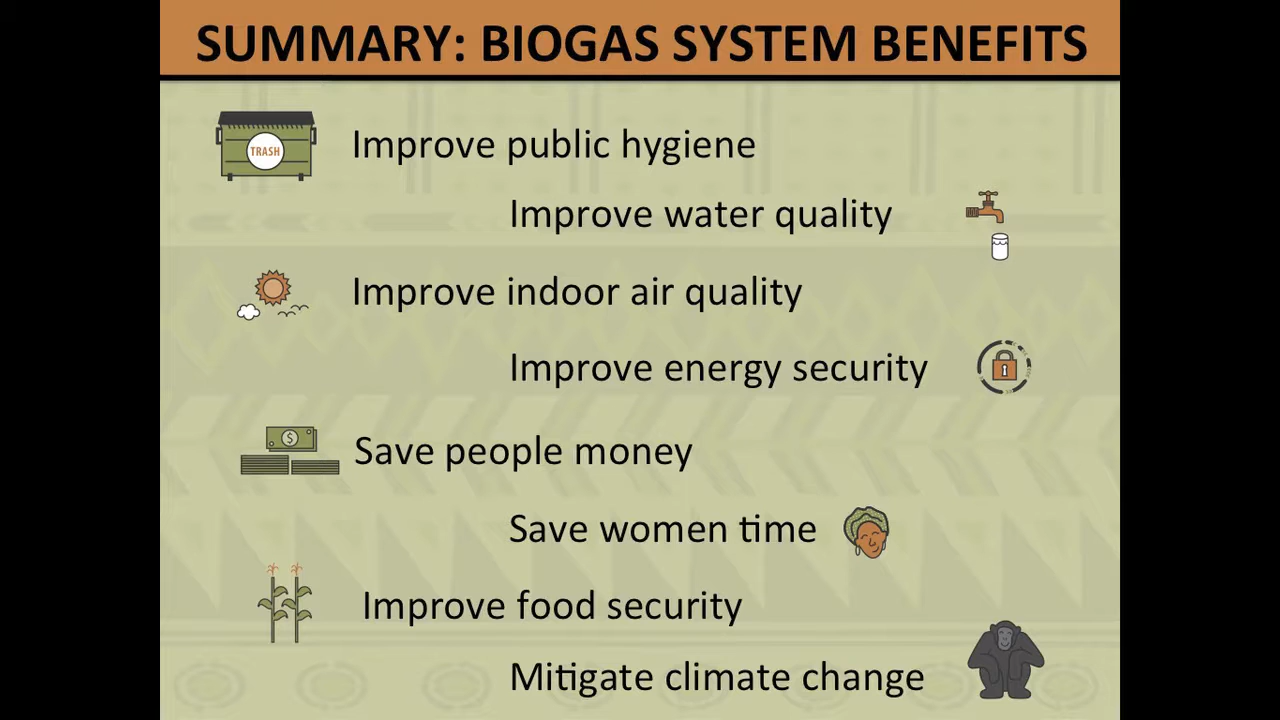 SUMMARY: BIOGAS SYSTEM BENEFITS
TRASH
Improve public hygiene
Improve water quality
Improve indoor air quality
Improve energy security
$
Save people money
Save women time
Improve food security
Mitigate climate change